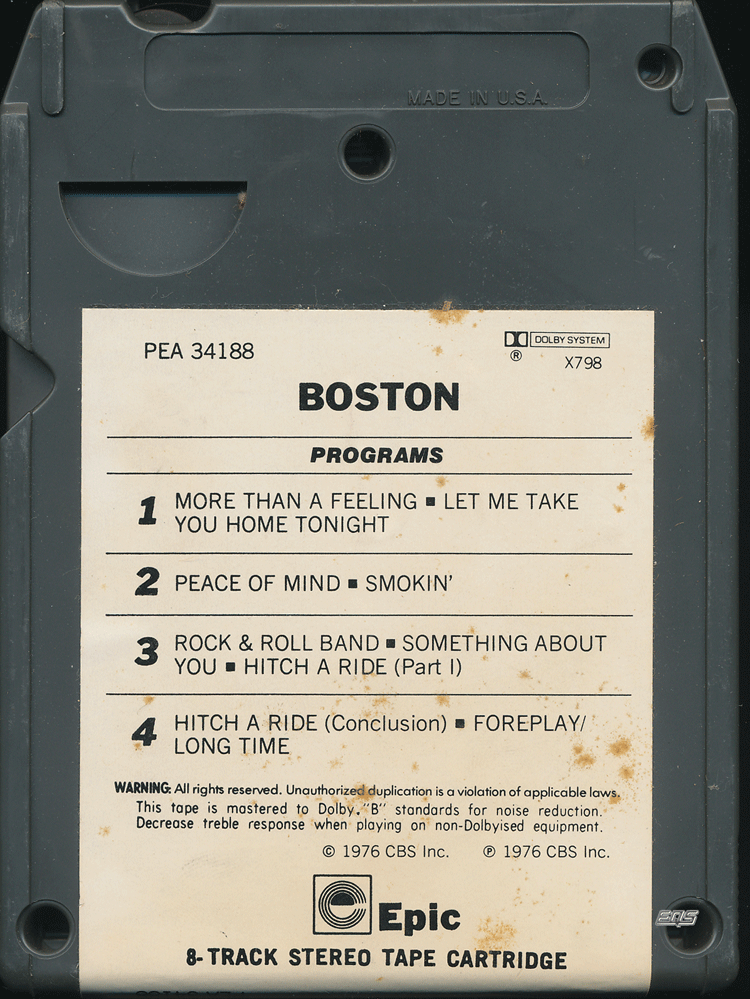 MADE IN U.S.A.
PEA 34188
DOLBY SYSTEM
®
X798
BOSTON
PROGRAMS
1 MORE THAN A FEELING ▪ LET ME TAKE
YOU HOME TONIGHT
2 PEACE OF MIND ▪ SMOKIN'
3 ROCK & ROLL BAND ▪ SOMETHING ABOUT
YOU ▪ HITCH A RIDE (Part I)
4 HITCH A RIDE (Conclusion) ▪ FOREPLAY/
LONG TIME
WARNING: All rights reserved. Unauthorized duplication is a violation of applicable laws.
This tape is mastered to Dolby. "B" standards for noise reduction.
Decrease treble response when playing on non-Dolbyised equipment.
© 1976 CBS Inc. ℗ 1976 CBS Inc.
e Epic
8-TRACK STEREO TAPE CARTRIDGE